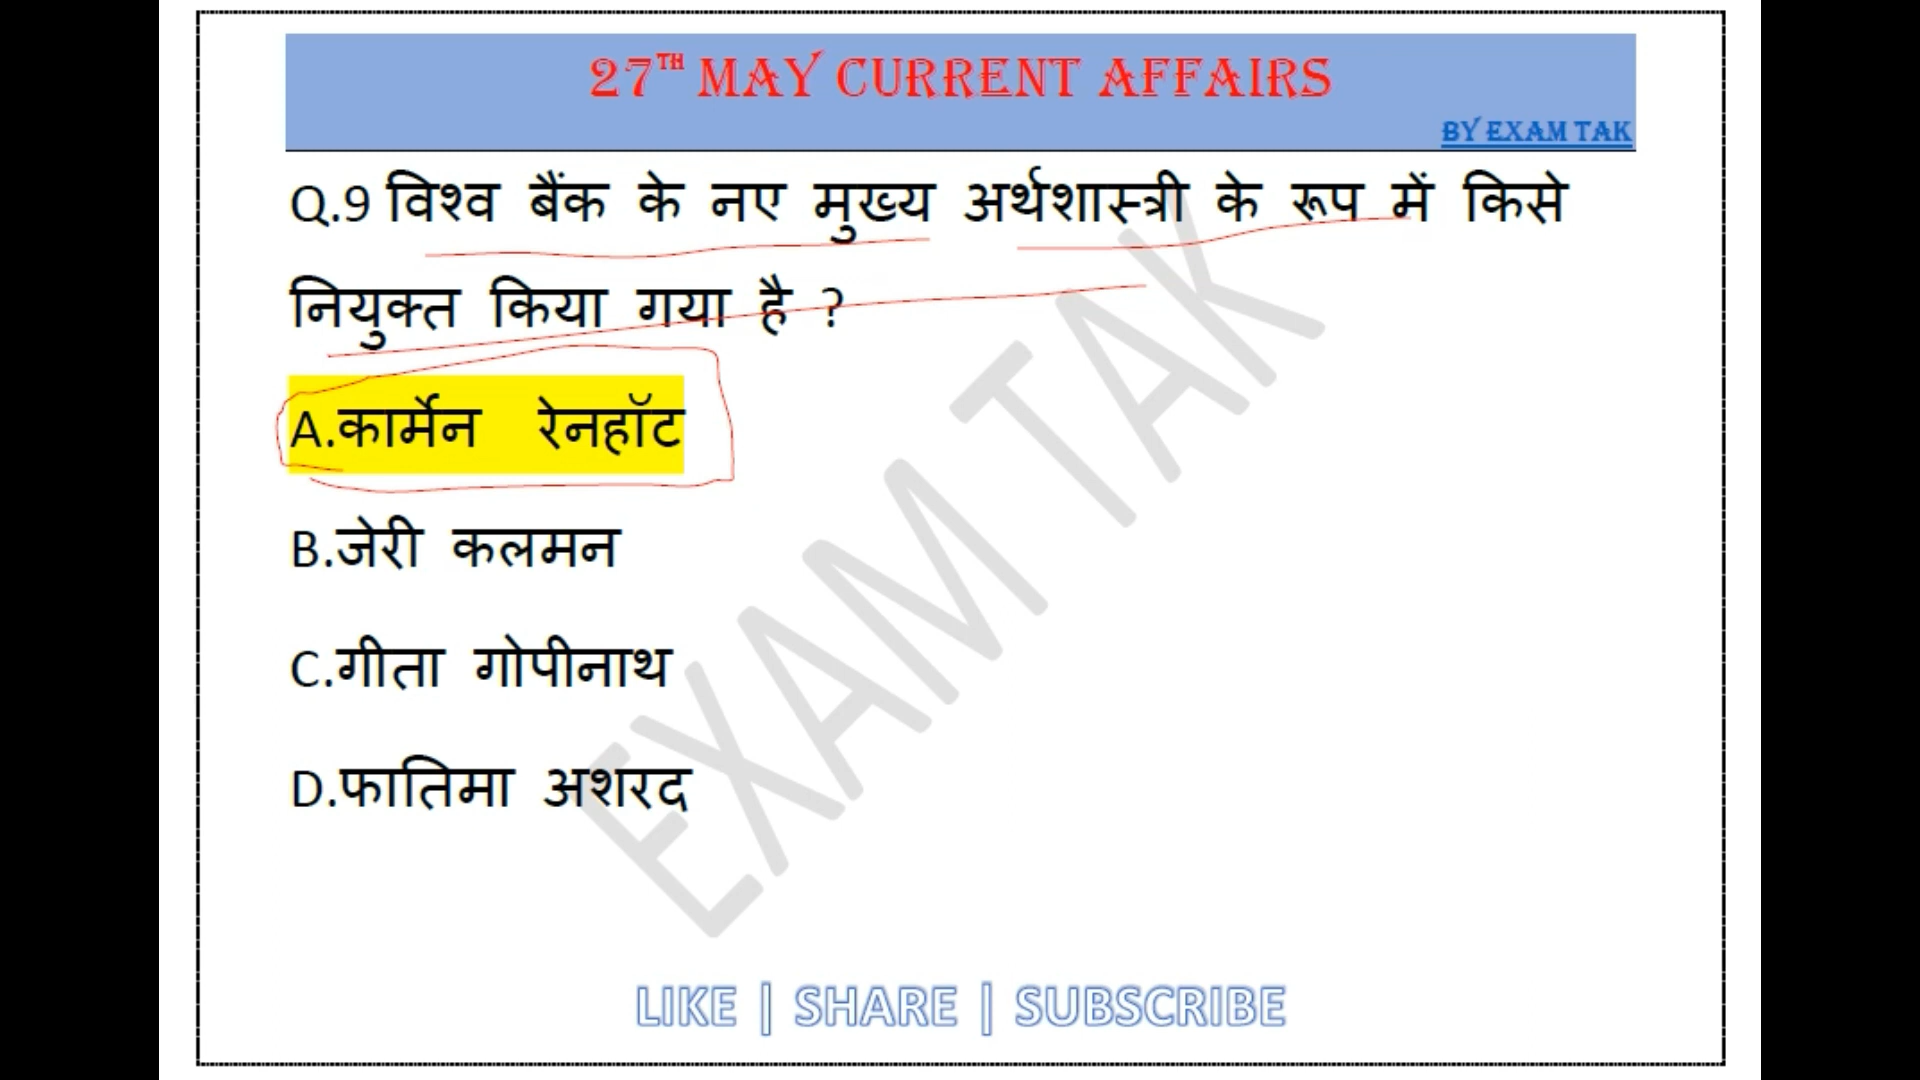 27TH MAY CURRENT AFFAIRS
BY EXAM TAK
Q.9 विश्व बैंक के नए मुख्य अर्थशास्त्री के रूप में किसे
नियुक्त किया गया है ?
A.कार्मेन रेनहॉट
B.जेरी कलमन
C.गीता गोपीनाथ
D.फातिमा अशरद
EXAM TAK
LIKE | SHARE | SUBSCRIBE